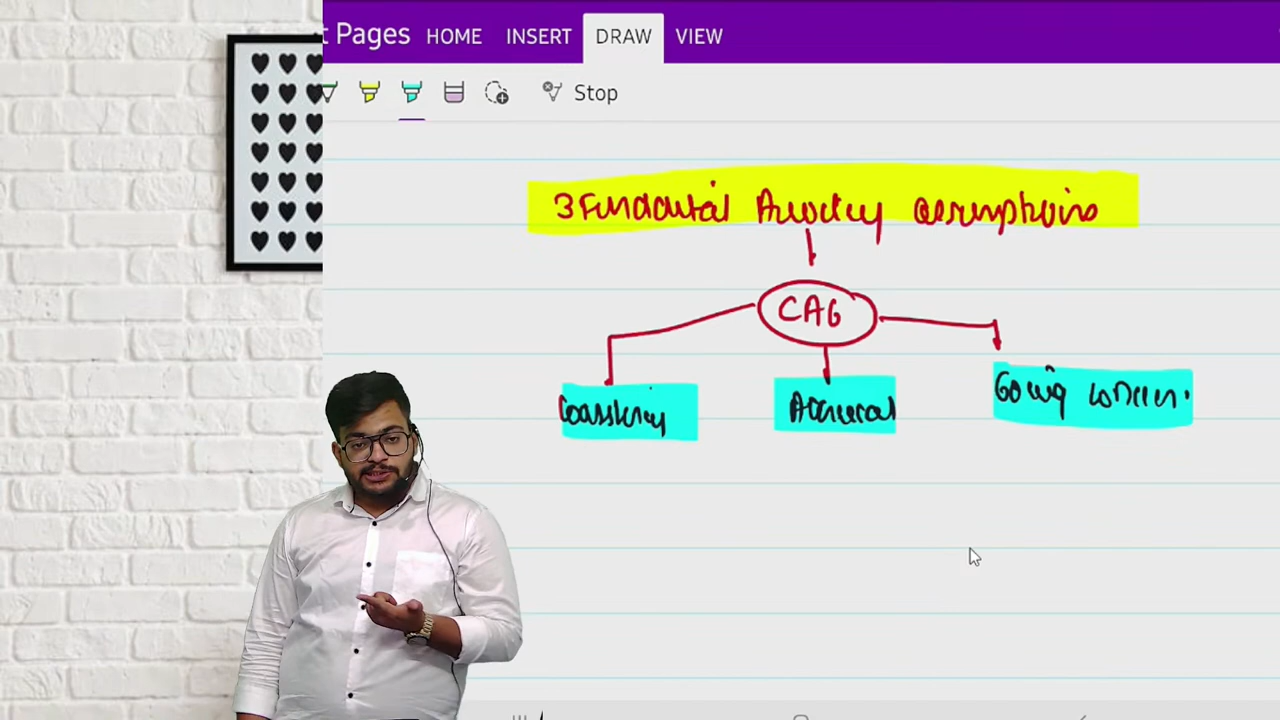 t Pages HOME INSERT DRAW VIEW
Stop
3 Fundamental Accounting assumptions
CAG
Consistency Accrual Going concern.